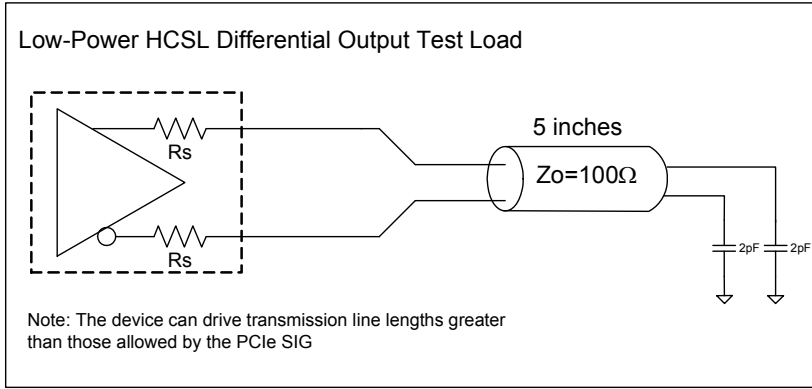 Low-Power HCSL Differential Output Test Load
Rs
5 inches
Zo=100Ω
Rs
2pF
2pF
Note: The device can drive transmission line lengths greater
than those allowed by the PCIe SIG